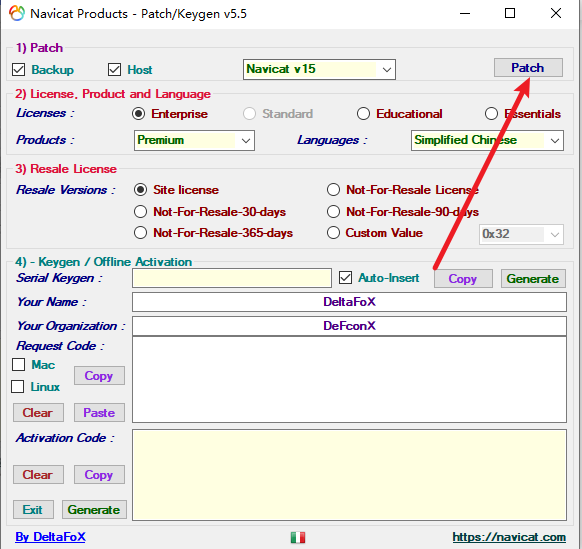 Navicat Products - Patch/Keygen v5.5
1) Patch
Backup Host Navicat v15 Patch
2) License, Product and Language
Licenses : Enterprise Standard Educational Essentials
Products : Premium Languages : Simplified Chinese
3) Resale License
Resale Versions : Site license Not-For-Resale License
Not-For-Resale-30-days Not-For-Resale-90-days
Not-For-Resale-365-days Custom Value 0x32
4) - Keygen / Offline Activation
Serial Keygen : Auto-Insert Copy Generate
Your Name : DeltaFoX
Your Organization : DeFconX
Request Code :
Mac
Copy
Linux
Clear Paste
Activation Code :
Clear Copy
Exit Generate
By DeltaFoX https://navicat.com